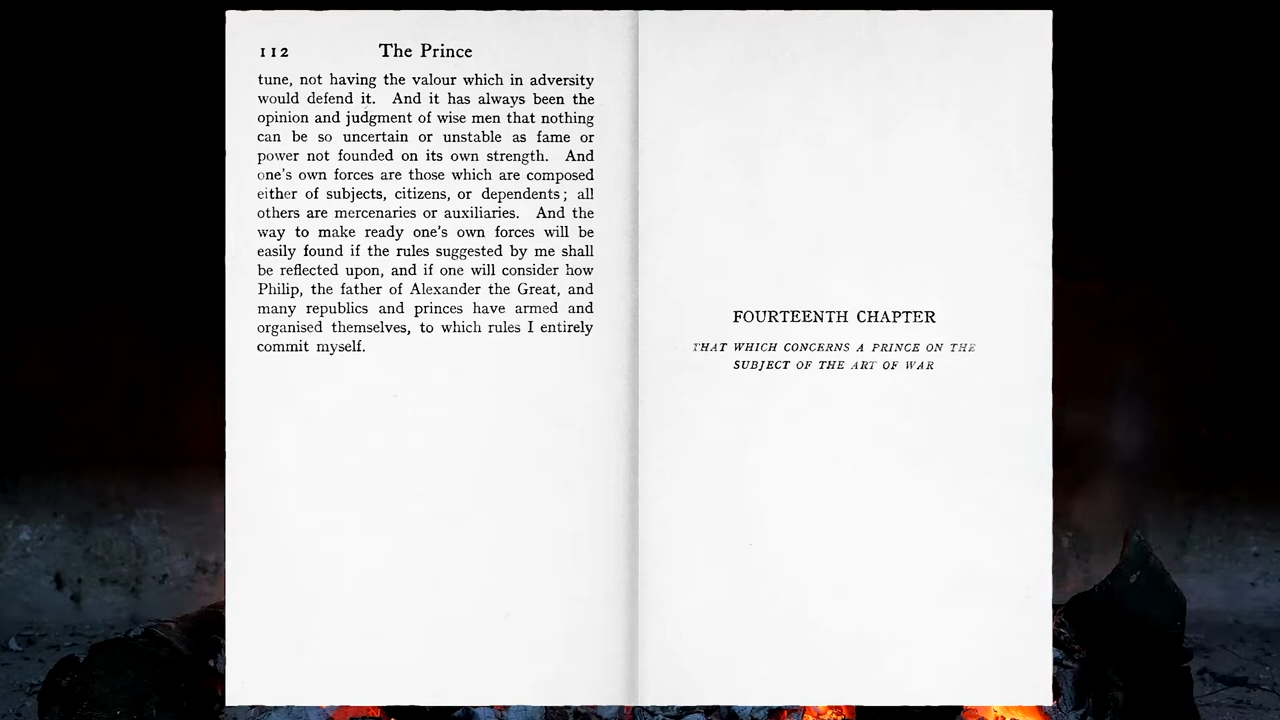 112 The Prince
tune, not having the valour which in adversity
would defend it. And it has always been the
opinion and judgment of wise men that nothing
can be so uncertain or unstable as fame or
power not founded on its own strength. And
one's own forces are those which are composed
either of subjects, citizens, or dependents; all
others are mercenaries or auxiliaries. And the
way to make ready one's own forces will be
easily found if the rules suggested by me shall
be reflected upon, and if one will consider how
Philip, the father of Alexander the Great, and
many republics and princes have armed and
organised themselves, to which rules I entirely
commit myself.
FOURTEENTH CHAPTER
THAT WHICH CONCERNS A PRINCE ON THE
SUBJECT OF THE ART OF WAR